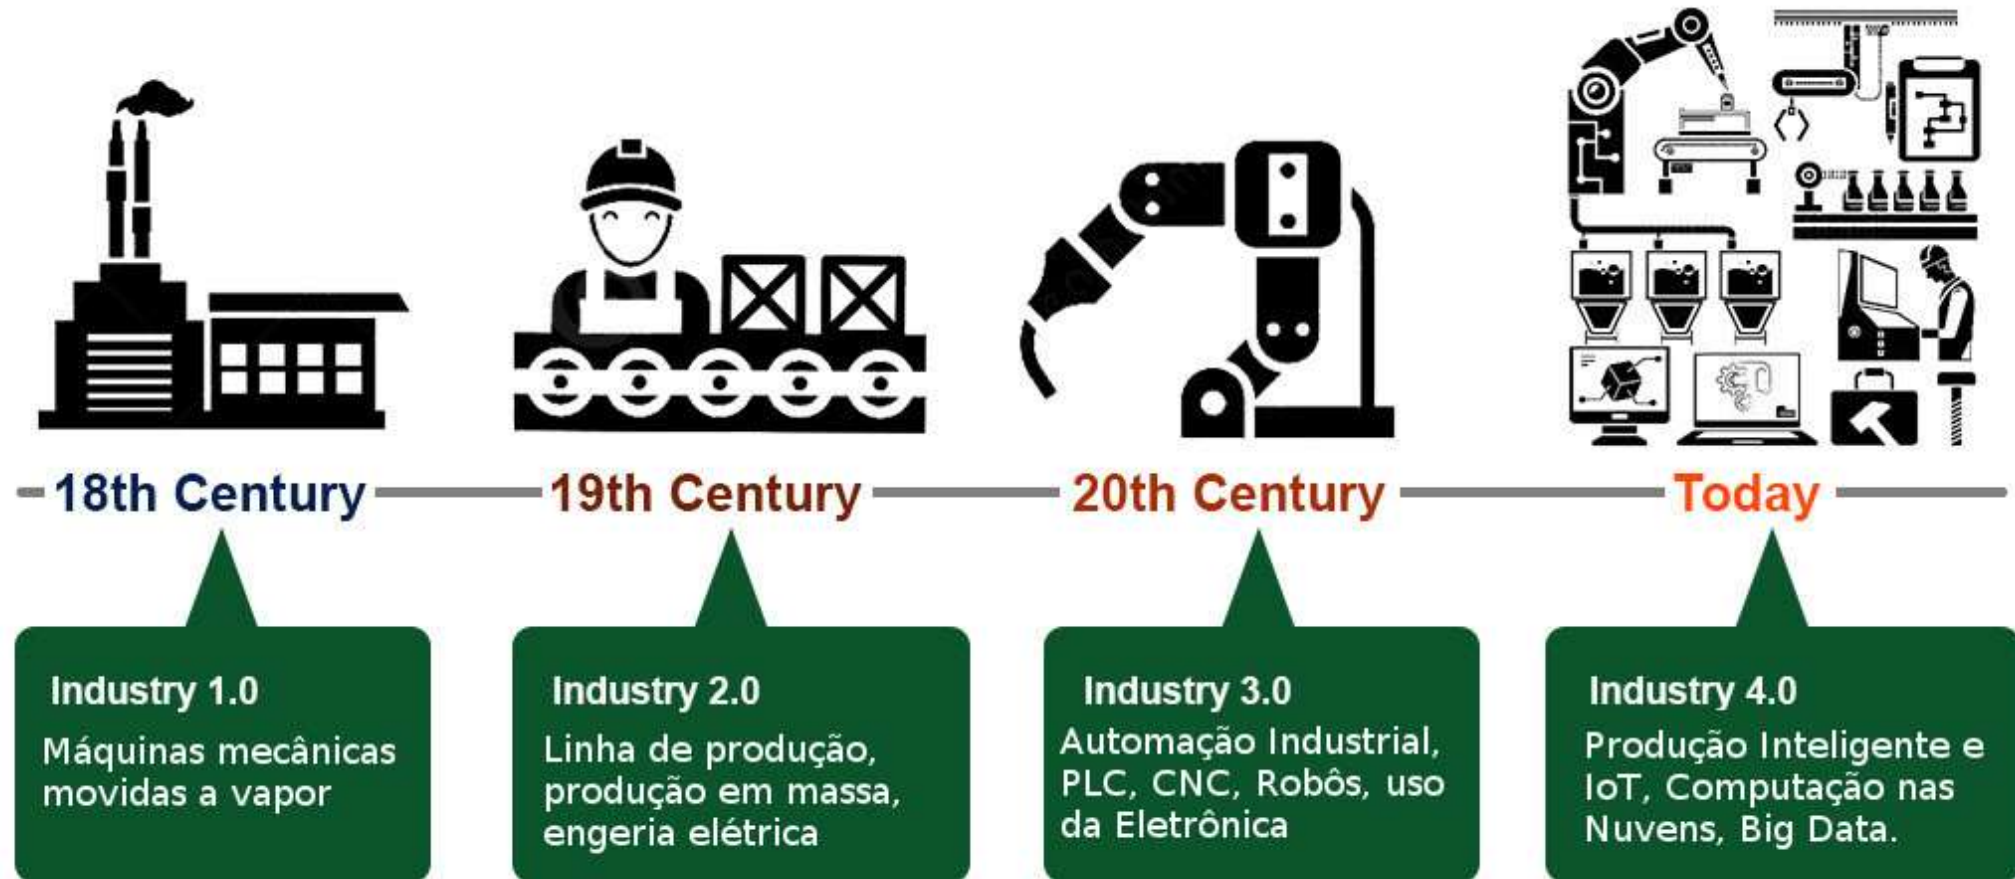 18th Century
19th Century
20th Century
Today
Industry 1.0
Máquinas mecânicas
movidas a vapor
Industry 2.0
Linha de produção,
produção em massa,
engeria elétrica
Industry 3.0
Automação Industrial,
PLC, CNC, Robôs, uso
da Eletrônica
Industry 4.0
Produção Inteligente e
IoT, Computação nas
Nuvens, Big Data.